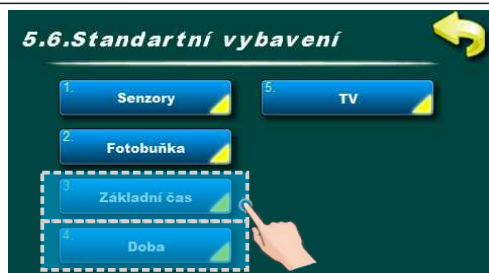 5.6.Standartní vybavení
1. Senzory
5. TV
2. Fotobuňka
3. Základní čas
4. Doba